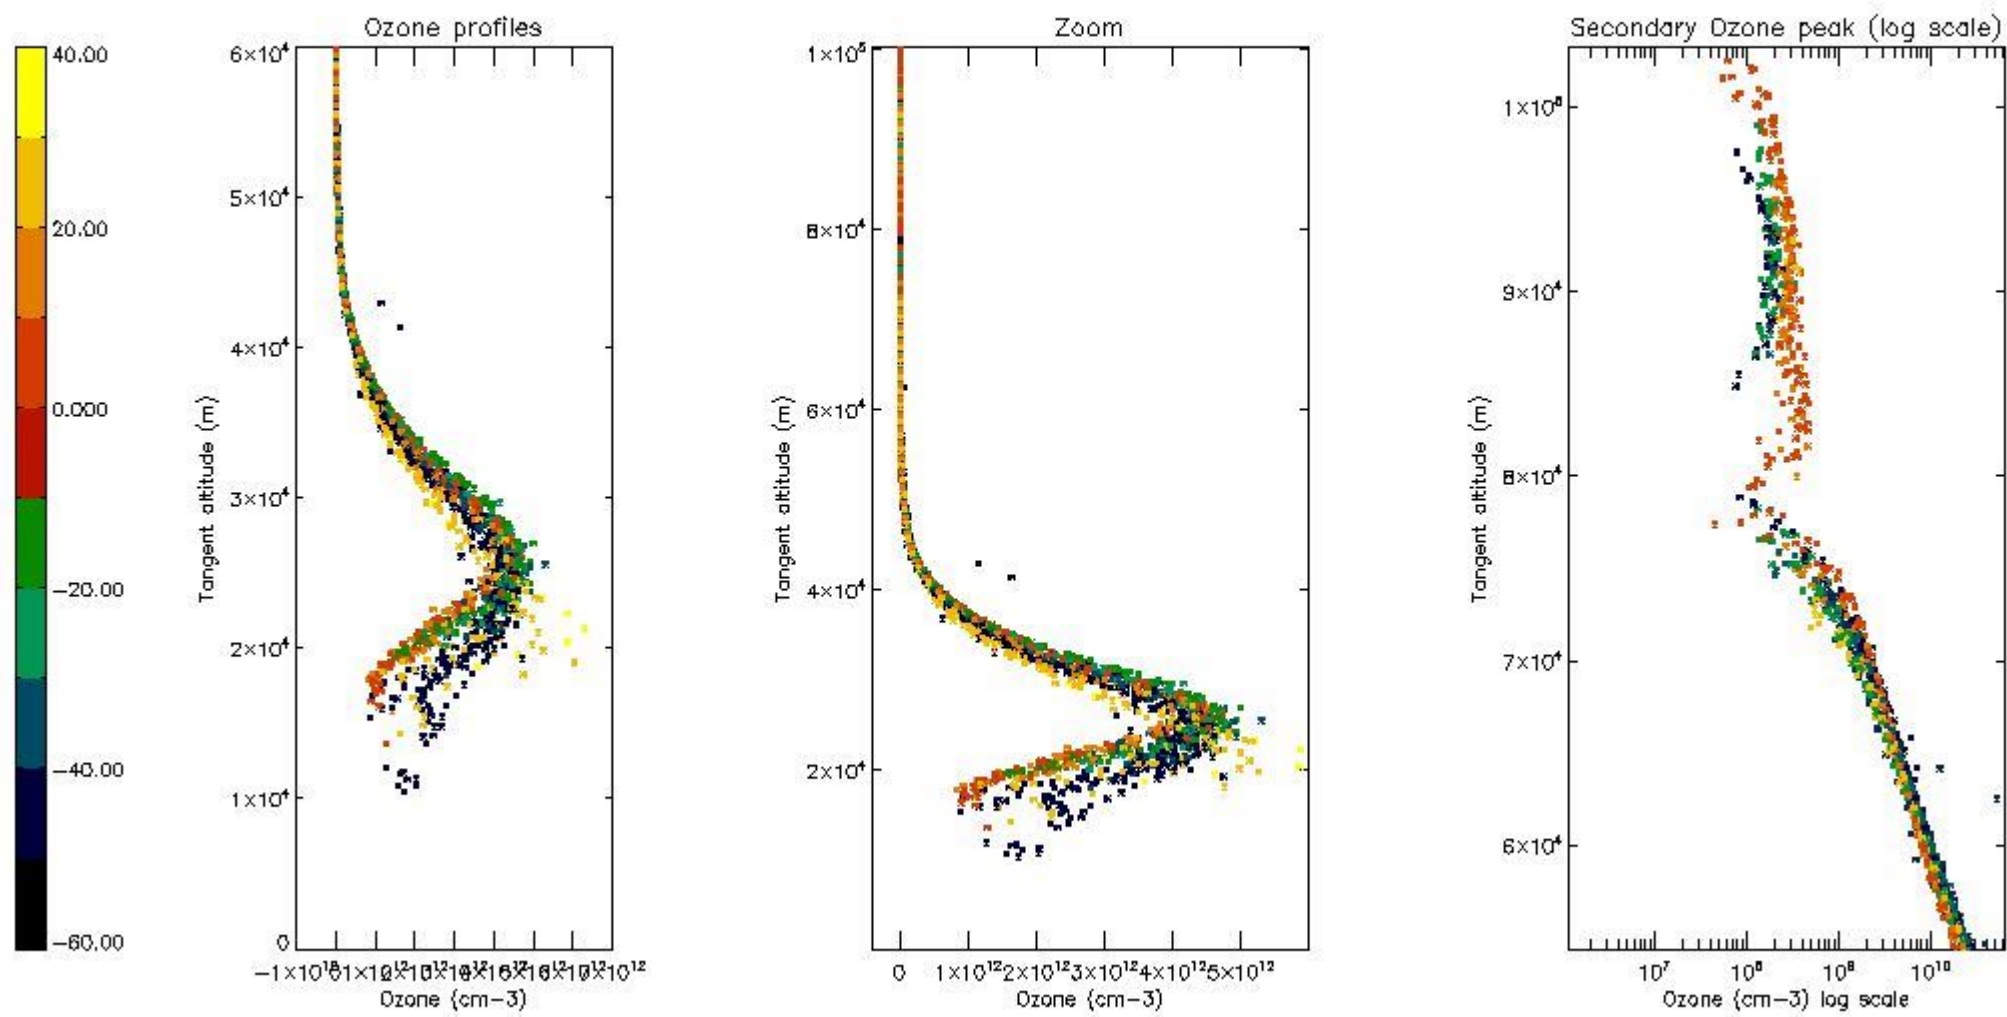 Ozone profiles
Zoom
Secondary Ozone peak (log scale)
40.00
20.00
0.000
−20.00
−40.00
−60.00
6×10⁴
5×10⁴
4×10⁴
3×10⁴
2×10⁴
1×10⁴
0
Tangent altitude (m)
Ozone (cm−3)
1×10⁵
8×10⁴
6×10⁴
4×10⁴
2×10⁴
Tangent altitude (m)
0 1×10¹² 2×10¹² 3×10¹² 4×10¹² 5×10¹²
Ozone (cm−3)
9×10⁴
8×10⁴
7×10⁴
6×10⁴
Tangent altitude (m)
10⁷ 10⁸ 10⁹ 10¹⁰
Ozone (cm−3) log scale